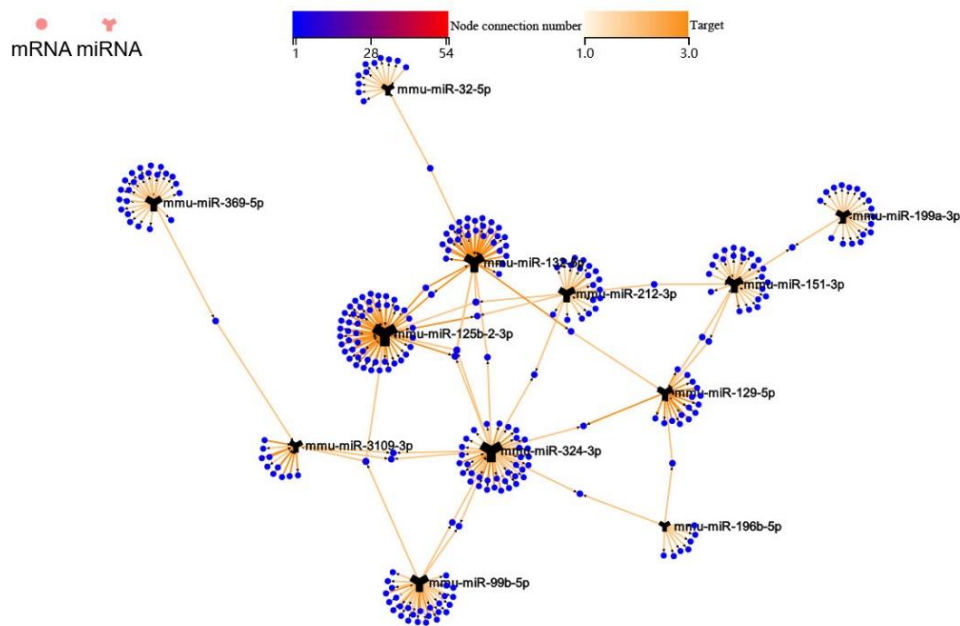 mRNA miRNA
Node connection number
Target
1 28 54
1.0 3.0
mmu-miR-32-5p
mmu-miR-369-5p
mmu-miR-199a-3p
mmu-miR-151-3p
mmu-miR-212-3p
mmu-miR-125b-2-3p
mmu-miR-129-5p
mmu-miR-3109-3p
mmu-miR-324-3p
mmu-miR-196b-5p
mmu-miR-99b-5p